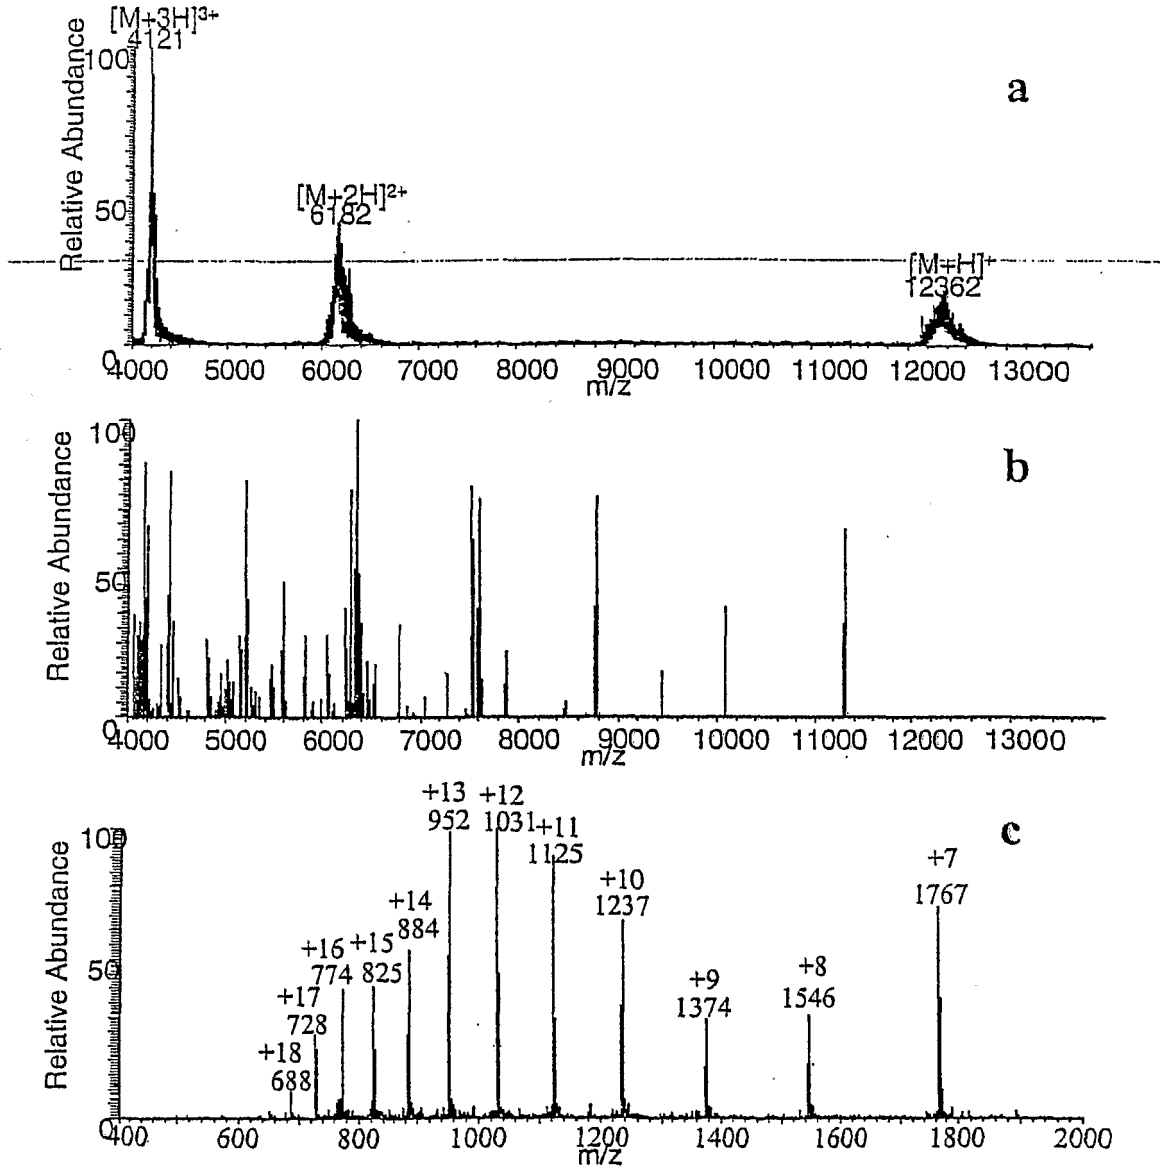 [M+3H]3+
4121
100
a
[M+2H]2+
6182
50
[M+H]+
12362
Relative Abundance
0
4000 5000 6000 7000 8000 9000 10000 11000 12000 13000
m/z
100
b
50
Relative Abundance
0
4000 5000 6000 7000 8000 9000 10000 11000 12000 13000
m/z
+13 +12
952 1031 +11
1125
100
c
+7
1767
+10
1237
+14
884
+16 +15
774 825
50
+9
1374
+8
1546
+17
728
+18
688
Relative Abundance
0
400 600 800 1000 1200 1400 1600 1800 2000
m/z